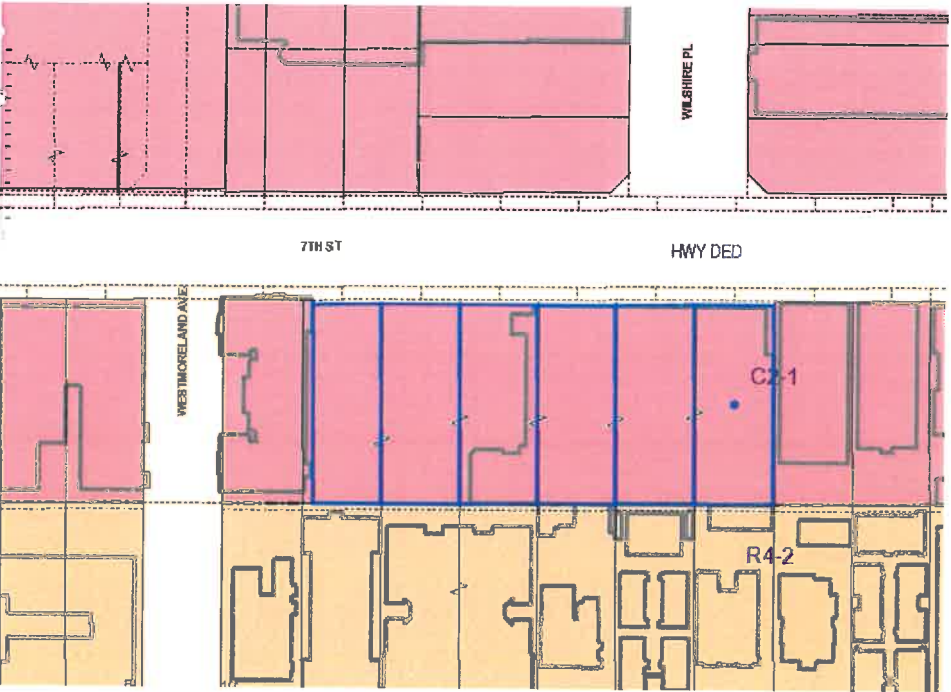 WILSHIRE PL
7TH ST
HWY DED
WESTMORELAND AVE
C2-1
R4-2